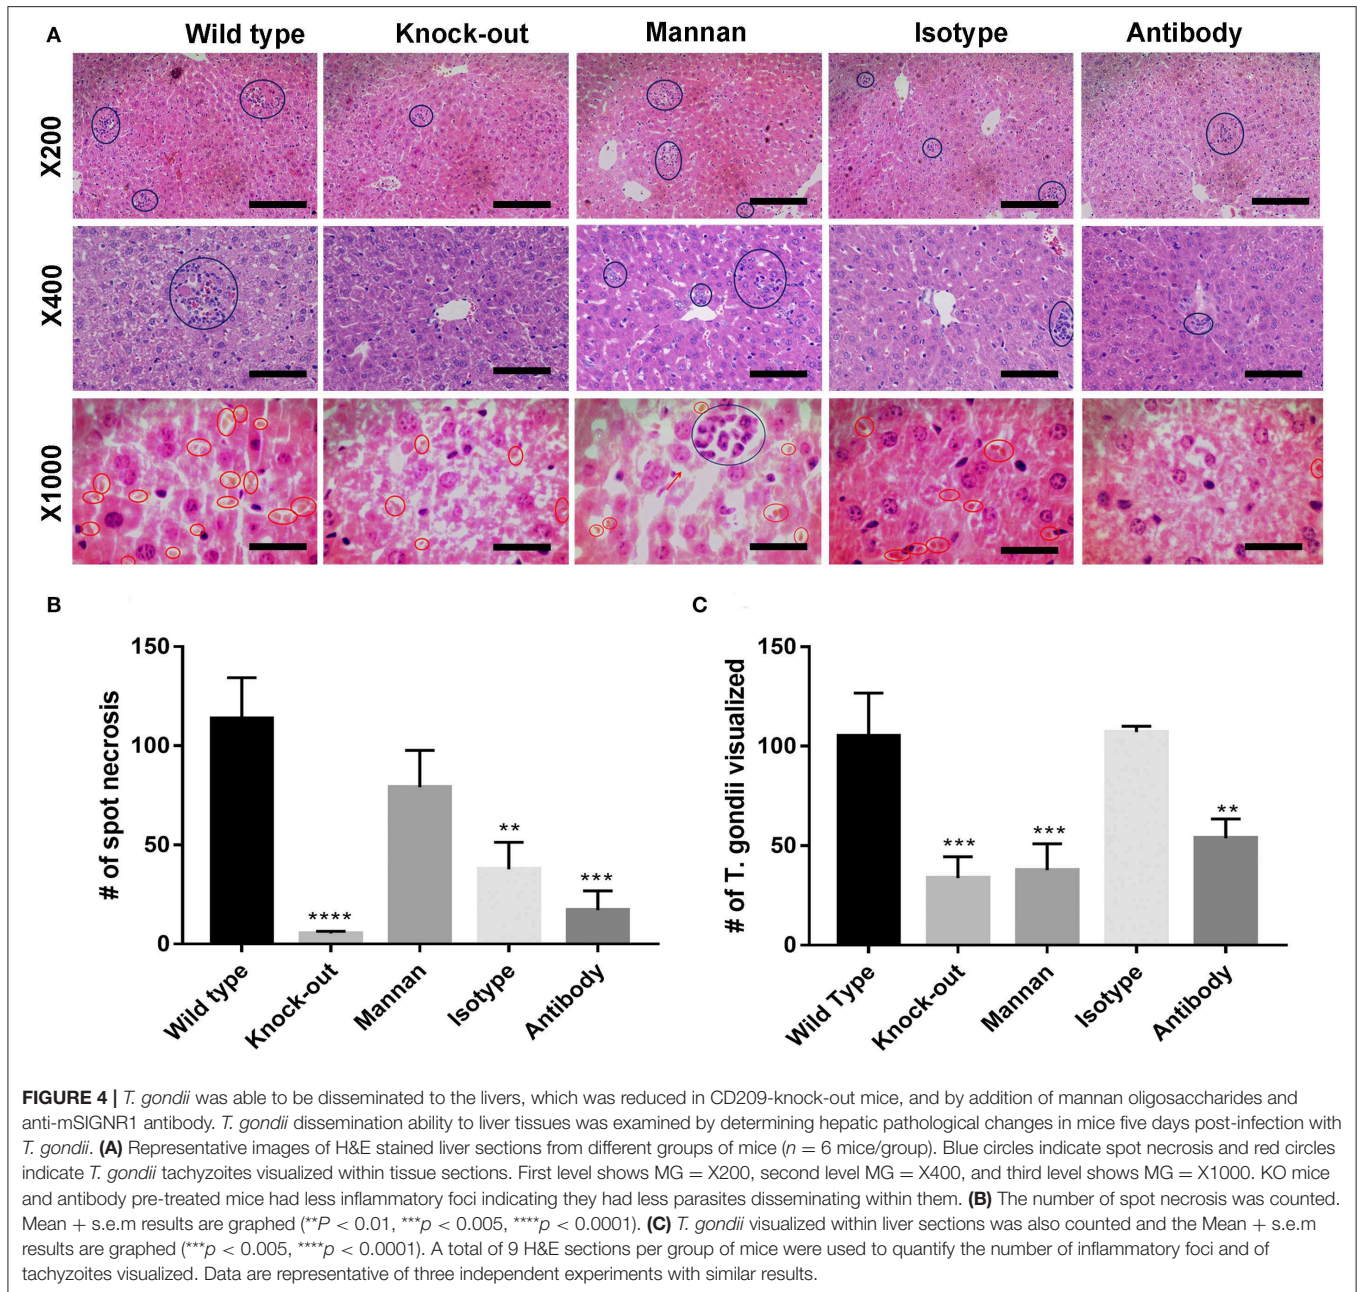 A
Wild type Knock-out Mannan Isotype Antibody
X200
X400
X1000
B
# of spot necrosis
150
100
50
0
****
**
***
Wild type
Knock-out
Mannan
Isotype
Antibody
C
# of T. gondii visualized
150
100
50
0
***
***
**
Wild Type
Knock-out
Mannan
Isotype
Antibody
FIGURE 4 | T. gondii was able to be disseminated to the livers, which was reduced in CD209-knock-out mice, and by addition of mannan oligosaccharides and
anti-mSIGNR1 antibody. T. gondii dissemination ability to liver tissues was examined by determining hepatic pathological changes in mice five days post-infection with
T. gondii. (A) Representative images of H&E stained liver sections from different groups of mice (n = 6 mice/group). Blue circles indicate spot necrosis and red circles
indicate T. gondii tachyzoites visualized within tissue sections. First level shows MG = X200, second level MG = X400, and third level shows MG = X1000. KO mice
and antibody pre-treated mice had less inflammatory foci indicating they had less parasites disseminating within them. (B) The number of spot necrosis was counted.
Mean + s.e.m results are graphed (**P < 0.01, ***p < 0.005, ****p < 0.0001). (C) T. gondii visualized within liver sections was also counted and the Mean + s.e.m
results are graphed (***p < 0.005, ****p < 0.0001). A total of 9 H&E sections per group of mice were used to quantify the number of inflammatory foci and of
tachyzoites visualized. Data are representative of three independent experiments with similar results.